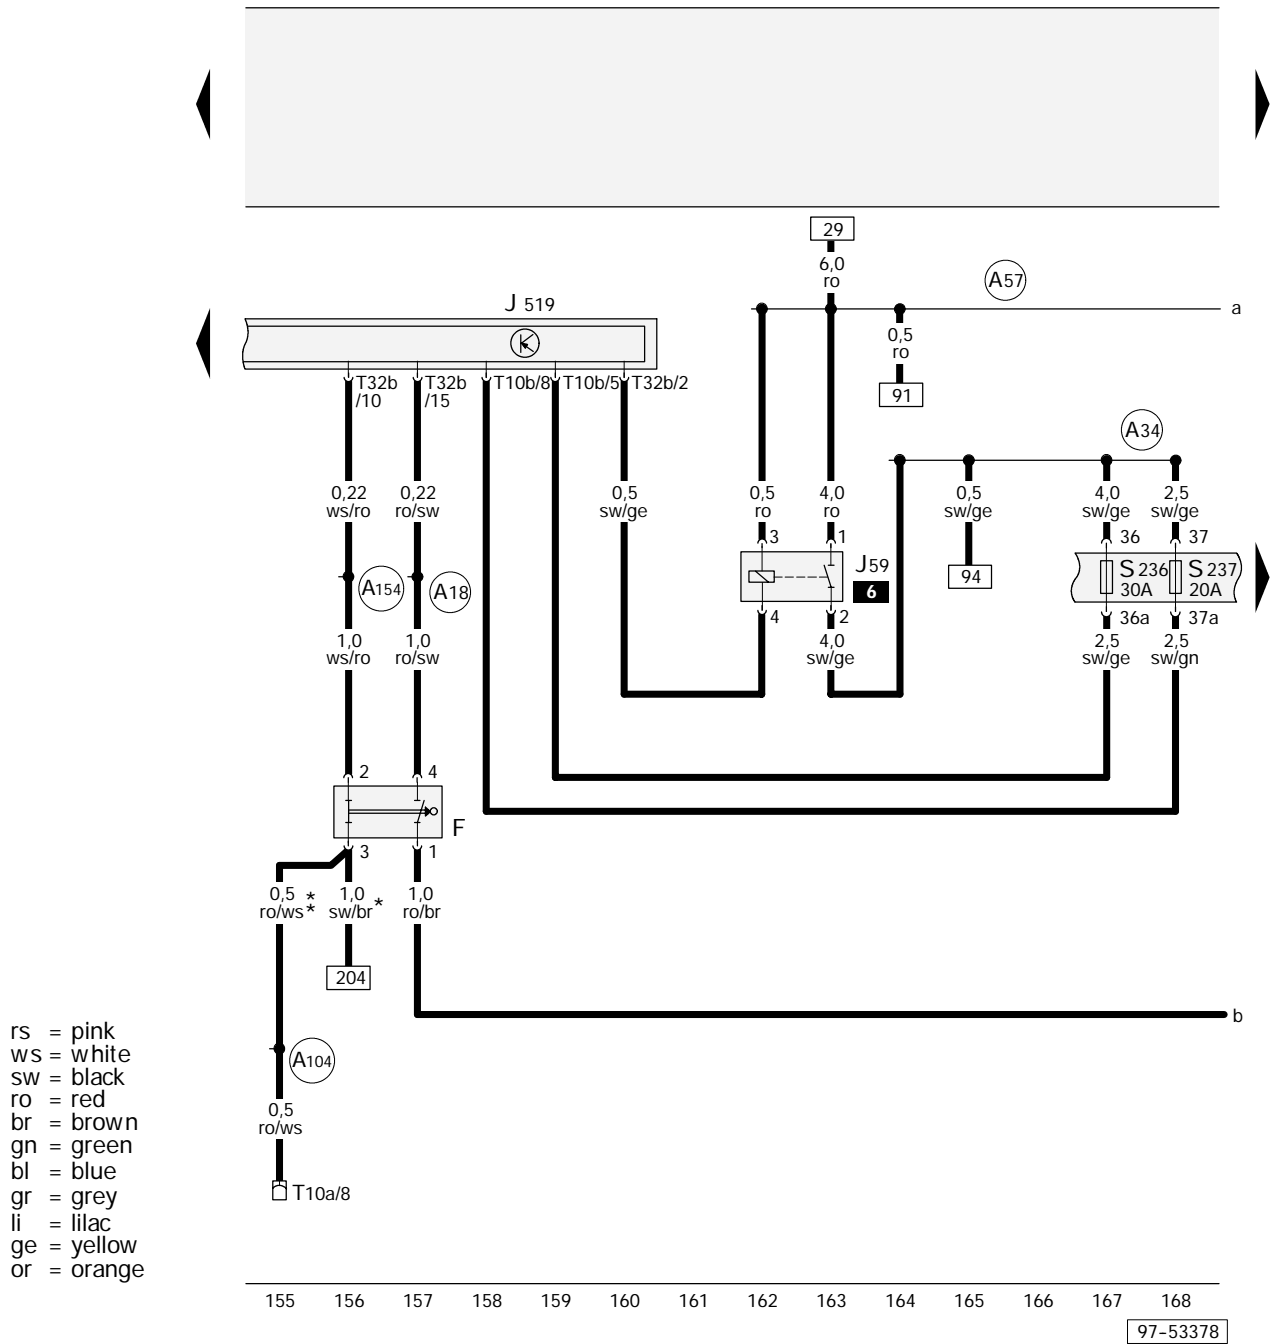 29
6,0
ro
A57
a
J 519
0,5
ro
91
T32b
/10
T32b
/15
T10b/8
T10b/5
T32b/2
A34
0,22
ws/ro
0,22
ro/sw
0,5
sw/ge
0,5
ro
4,0
ro
0,5
sw/ge
4,0
sw/ge
2,5
sw/ge
3
1
36
37
J59
6
94
S 236
30A
S 237
20A
A154
A18
4
2
36a
37a
1,0
ws/ro
1,0
ro/sw
4,0
sw/ge
2,5
sw/ge
2,5
sw/gn
2
4
F
3
1
0,5
ro/ws**
1,0
sw/br*
1,0
ro/br
204
b
rs = pink
ws = white
sw = black
ro = red
br = brown
gn = green
bl = blue
gr = grey
li = lilac
ge = yellow
or = orange
A104
0,5
ro/ws
T10a/8
155 156 157 158 159 160 161 162 163 164 165 166 167 168
97-53378